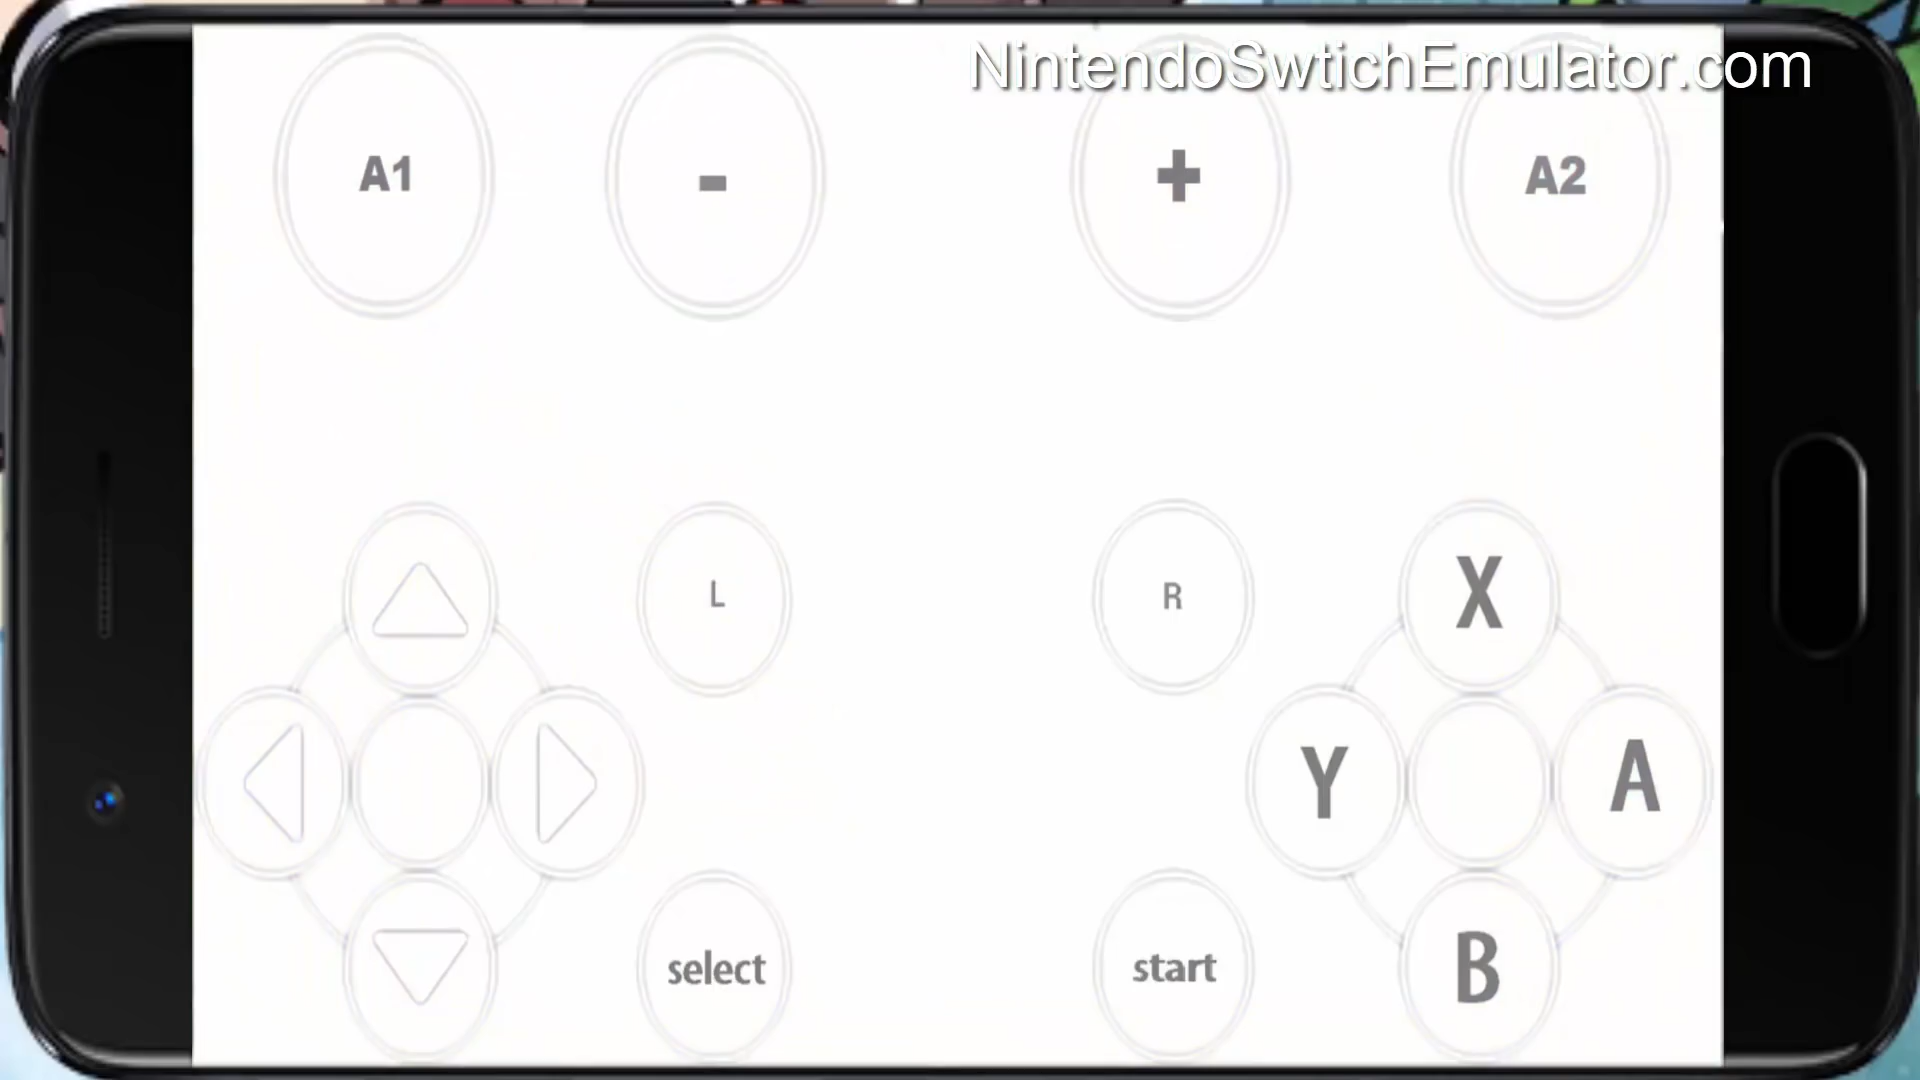 NintendoSwtichEmulator.com
A1 - + A2
L R X
Y A
select start B